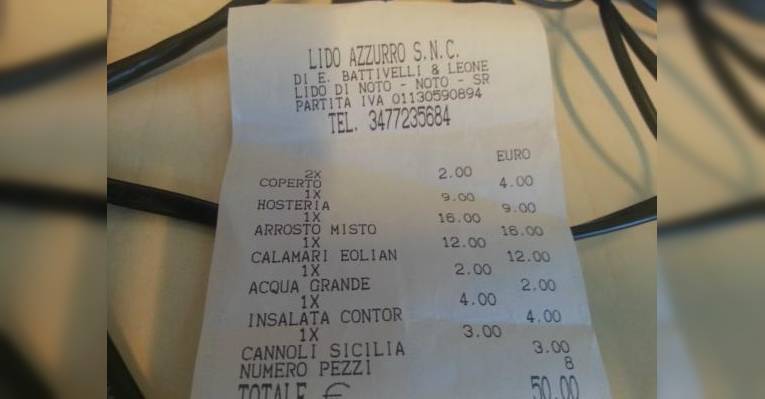 LIDO AZZURRO S.N.C.
DI E. BATTIVELLI & LEONE
LIDO DI NOTO - NOTO - SR
PARTITA IVA 01130590894
TEL. 3477235684
EURO
2X 2.00
COPERTO 4.00
1X 9.00
HOSTERIA 9.00
1X 16.00
ARROSTO MISTO 16.00
1X 12.00
CALAMARI EOLIAN 12.00
1X 2.00
ACQUA GRANDE 2.00
1X 4.00
INSALATA CONTOR 4.00
1X 3.00
CANNOLI SICILIA 3.00
NUMERO PEZZI 8
TOTALE € 50.00